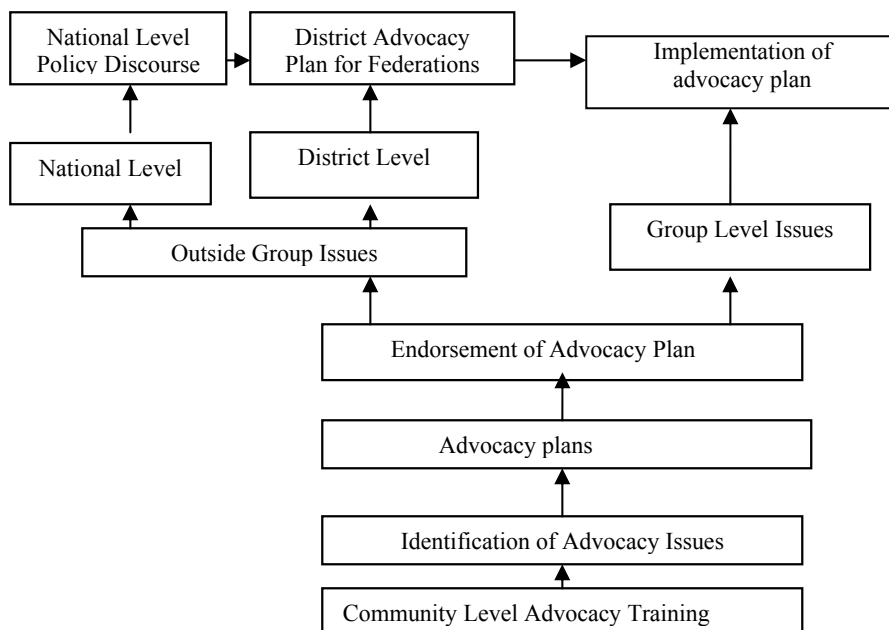 National Level
Policy Discourse
District Advocacy
Plan for Federations
Implementation of
advocacy plan
National Level
District Level
Group Level Issues
Outside Group Issues
Endorsement of Advocacy Plan
Advocacy plans
Identification of Advocacy Issues
Community Level Advocacy Training